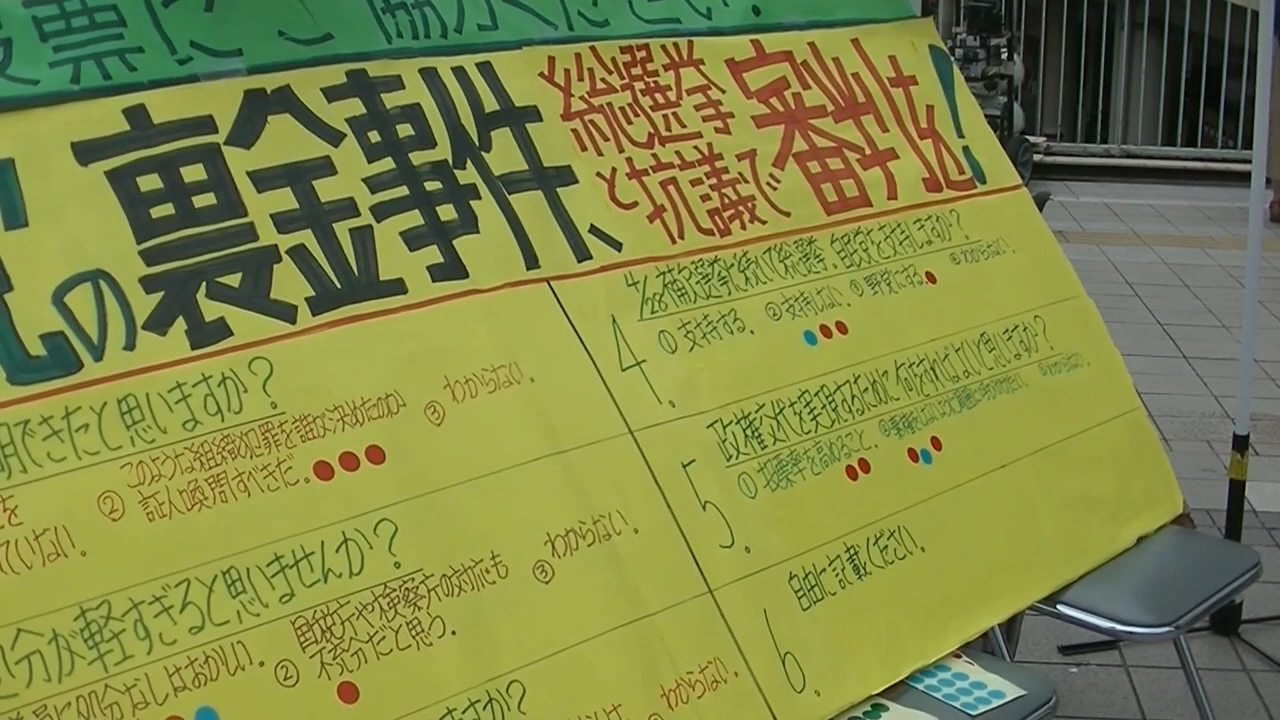 投票にご協力ください!
の裏金事件、総選挙
と抗議で審判を!
明できたと思いますか?
を
ていない。
② このような組織犯罪を誰が決めたのか
証人喚問すべきだ。
③ わからない。
分が軽すぎると思いませんか?
処分なしはおかしい。
② 国税庁や検察庁の対応も
不充分だと思う。
③ わからない。
ますか?
わからない。
4.
4/28補欠選挙に続いて総選挙、自民党を支持しますか?
① 支持する。 ② 支持しない、 野党にする。 わからない。
5.
政権交代を実現するために何をすればよいと思いますか?
① 投票率を高めること。
6.
自由に記載ください。